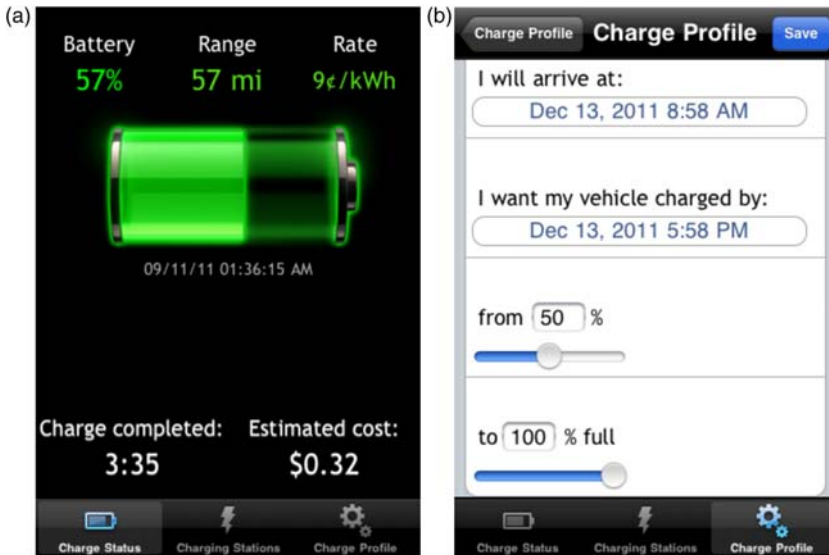 (a)
Battery Range Rate
57% 57 mi 9¢/kWh
09/11/11 01:36:15 AM
Charge completed: Estimated cost:
3:35 $0.32
Charge Status Charging Stations Charge Profile
(b)
Charge Profile Charge Profile Save
I will arrive at:
Dec 13, 2011 8:58 AM
I want my vehicle charged by:
Dec 13, 2011 5:58 PM
from 50 %
to 100 % full
Charge Status Charging Stations Charge Profile